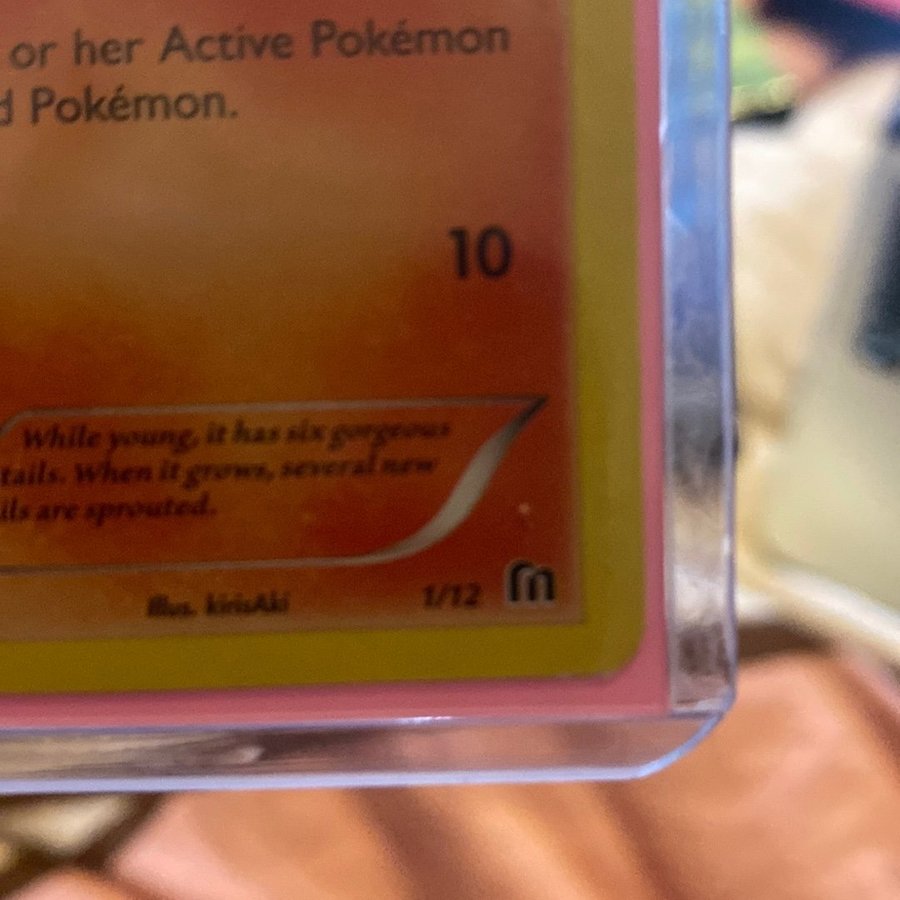 or her Active Pokémon
d Pokémon.
10
While young, it has six gorgeous
tails. When it grows, several new
ils are sprouted.
Illus. kirisAki
1/12
m